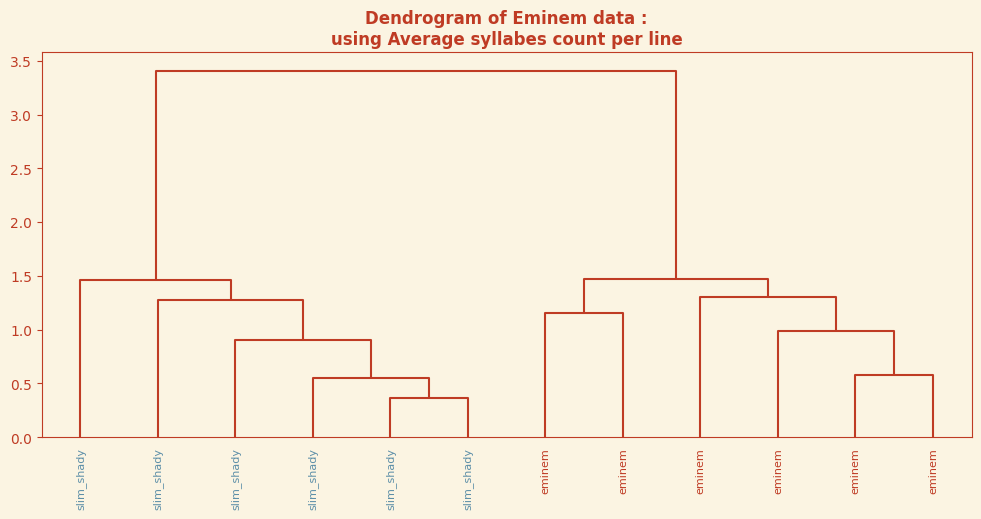 Dendrogram of Eminem data :
using Average syllabes count per line
3.5
3.0
2.5
2.0
1.5
1.0
0.5
0.0
slim_shady
slim_shady
slim_shady
slim_shady
slim_shady
slim_shady
eminem
eminem
eminem
eminem
eminem
eminem